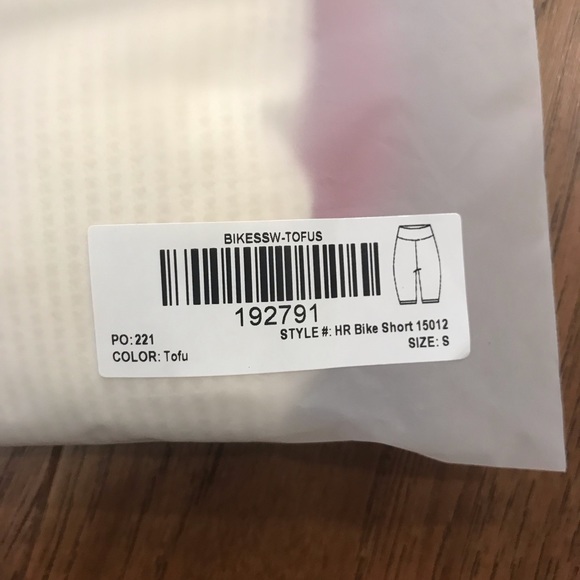 BIKESSW-TOFUS
192791
STYLE #: HR Bike Short 15012
PO: 221
SIZE: S
COLOR: Tofu